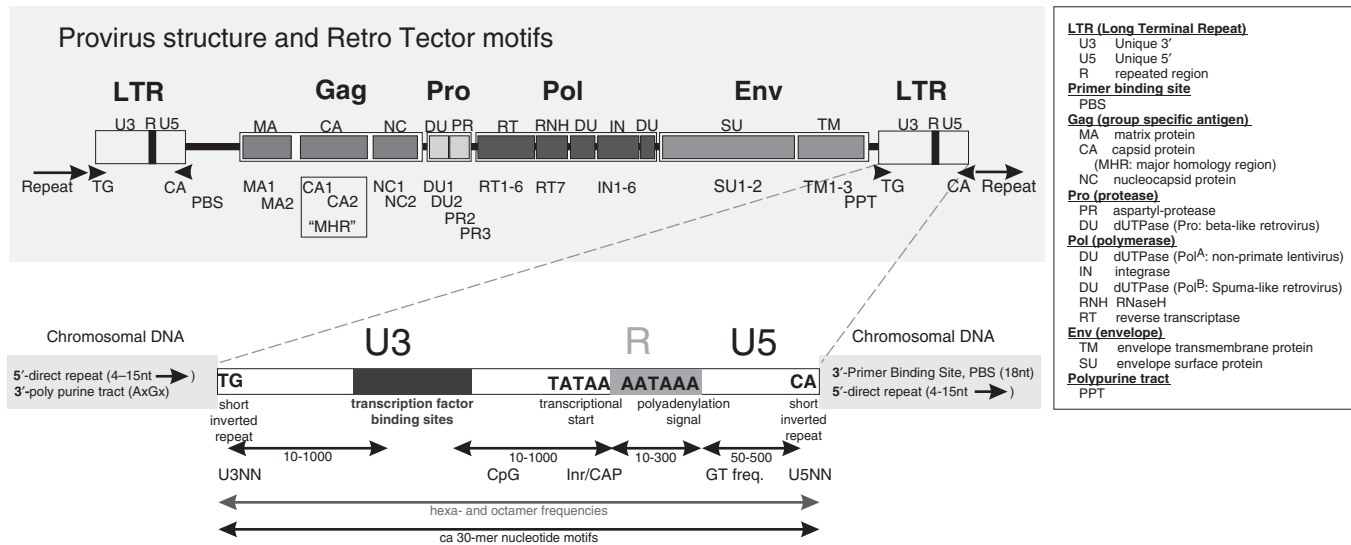 Provirus structure and Retro Tector motifs
LTR Gag Pro Pol Env LTR
U3 R U5 MA CA NC DU PR RT RNH DU IN DU SU TM U3 R U5
Repeat TG CA PBS MA1 MA2 CA1 CA2 "MHR" NC1 NC2 DU1 DU2 PR2 PR3 RT1-6 RT7 IN1-6 SU1-2 TM1-3 PPT TG CA Repeat
LTR (Long Terminal Repeat)
U3 Unique 3′
U5 Unique 5′
R repeated region
Primer binding site
PBS
Gag (group specific antigen)
MA matrix protein
CA capsid protein
(MHR: major homology region)
NC nucleocapsid protein
Pro (protease)
PR aspartyl-protease
DU dUTPase (Pro: beta-like retrovirus)
Pol (polymerase)
DU dUTPase (PolA: non-primate lentivirus)
IN integrase
DU dUTPase (PolB: Spuma-like retrovirus)
RNH RNaseH
RT reverse transcriptase
Env (envelope)
TM envelope transmembrane protein
SU envelope surface protein
Polypurine tract
PPT
Chromosomal DNA U3 R U5 Chromosomal DNA
5′-direct repeat (4–15nt )
3′-poly purine tract (AxGx)
TG TATAA AATAAA CA
3′-Primer Binding Site, PBS (18nt)
5′-direct repeat (4-15nt )
short inverted repeat
transcription factor binding sites
transcriptional start
polyadenylation signal
short inverted repeat
10-1000 10-1000 10-300 50-500
U3NN CpG Inr/CAP GT freq. U5NN
hexa- and octamer frequencies
ca 30-mer nucleotide motifs